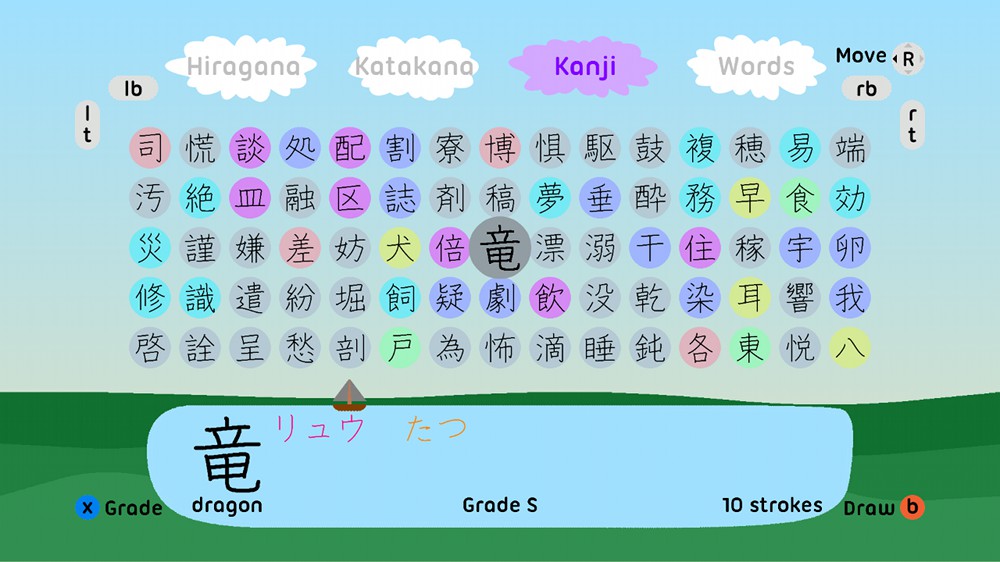 Hiragana Katakana Kanji Words Move R
lb rb
lt rt
司 慌 談 処 配 割 寮 博 惧 駆 鼓 複 穂 易 端
汚 絶 皿 融 区 誌 剤 稿 夢 垂 酔 務 早 食 効
災 謹 嫌 差 妨 犬 倍 竜 漂 溺 干 住 稼 宇 卵
修 識 遣 紛 堀 飼 疑 劇 飲 没 乾 染 耳 響 我
啓 詮 呈 愁 剖 戸 為 怖 滴 睡 鈍 各 東 悦 八
竜 リュウ たつ
x Grade dragon Grade S 10 strokes Draw b